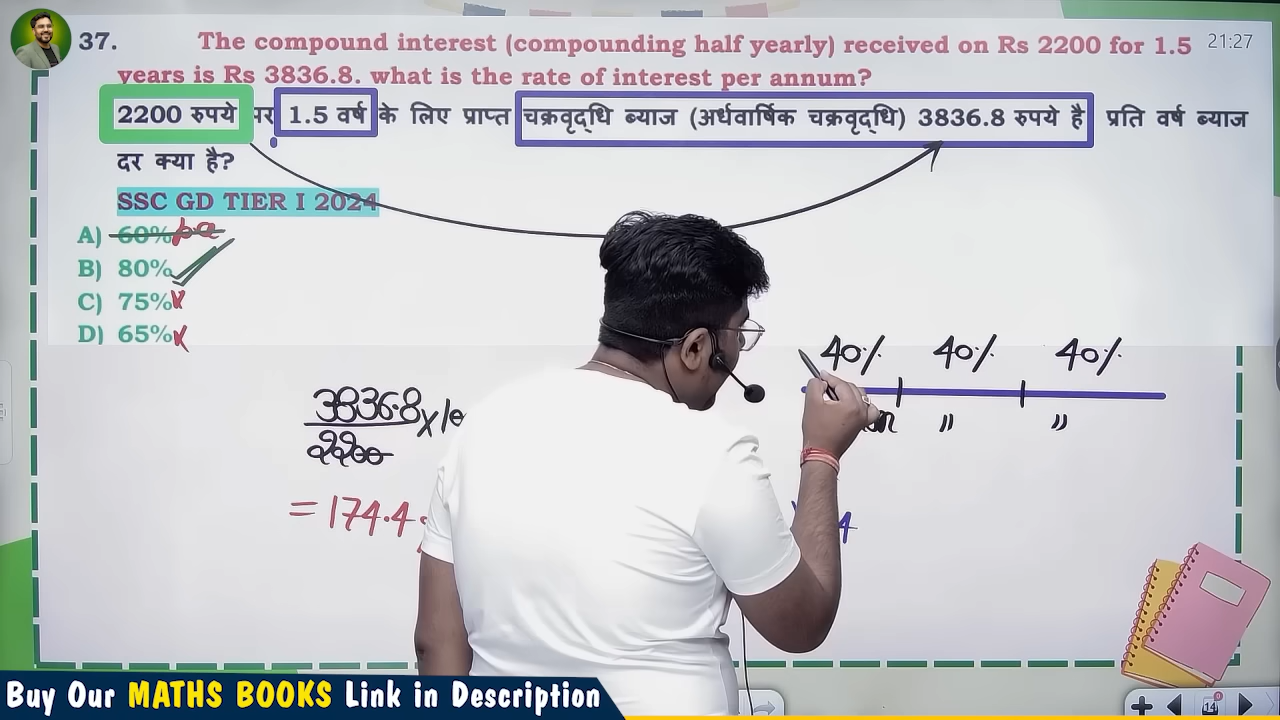 37. The compound interest (compounding half yearly) received on Rs 2200 for 1.5
21:27
years is Rs 3836.8. what is the rate of interest per annum?
2200 रुपये पर 1.5 वर्ष के लिए प्राप्त चक्रवृद्धि ब्याज (अर्धवार्षिक चक्रवृद्धि) 3836.8 रुपये है प्रति वर्ष ब्याज
दर क्या है?
SSC GD TIER I 2024
A) 60%
B) 80%
C) 75%
D) 65%
40% 40% 40%
" "
3836.8 x
2200
= 174.4
4
14
Buy Our MATHS BOOKS Link in Description